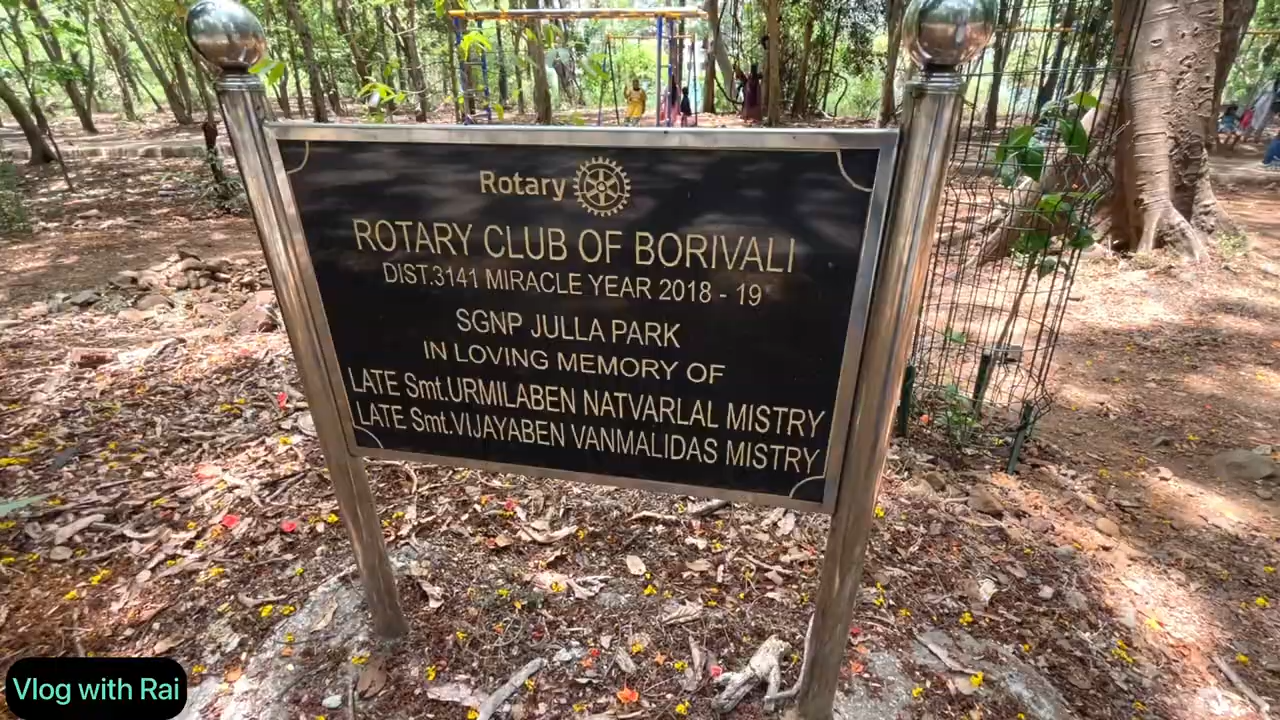 Rotary
ROTARY CLUB OF BORIVALI
DIST.3141 MIRACLE YEAR 2018 - 19
SGNP JULLA PARK
IN LOVING MEMORY OF
LATE Smt.URMILABEN NATVARLAL MISTRY
LATE Smt.VIJAYABEN VANMALIDAS MISTRY
Vlog with Rai